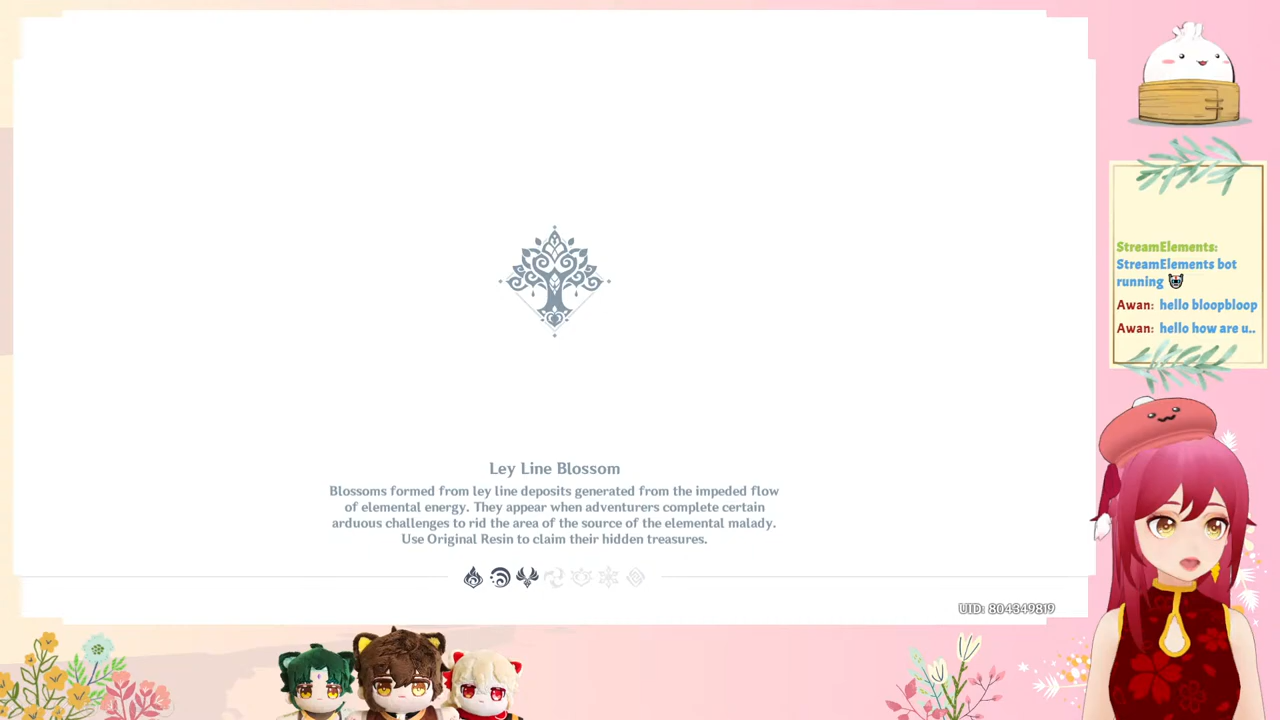 StreamElements:
StreamElements bot
running
Awan: hello bloopbloop
Awan: hello how are u..
Ley Line Blossom
Blossoms formed from ley line deposits generated from the impeded flow
of elemental energy. They appear when adventurers complete certain
arduous challenges to rid the area of the source of the elemental malady.
Use Original Resin to claim their hidden treasures.
UID: 804349819